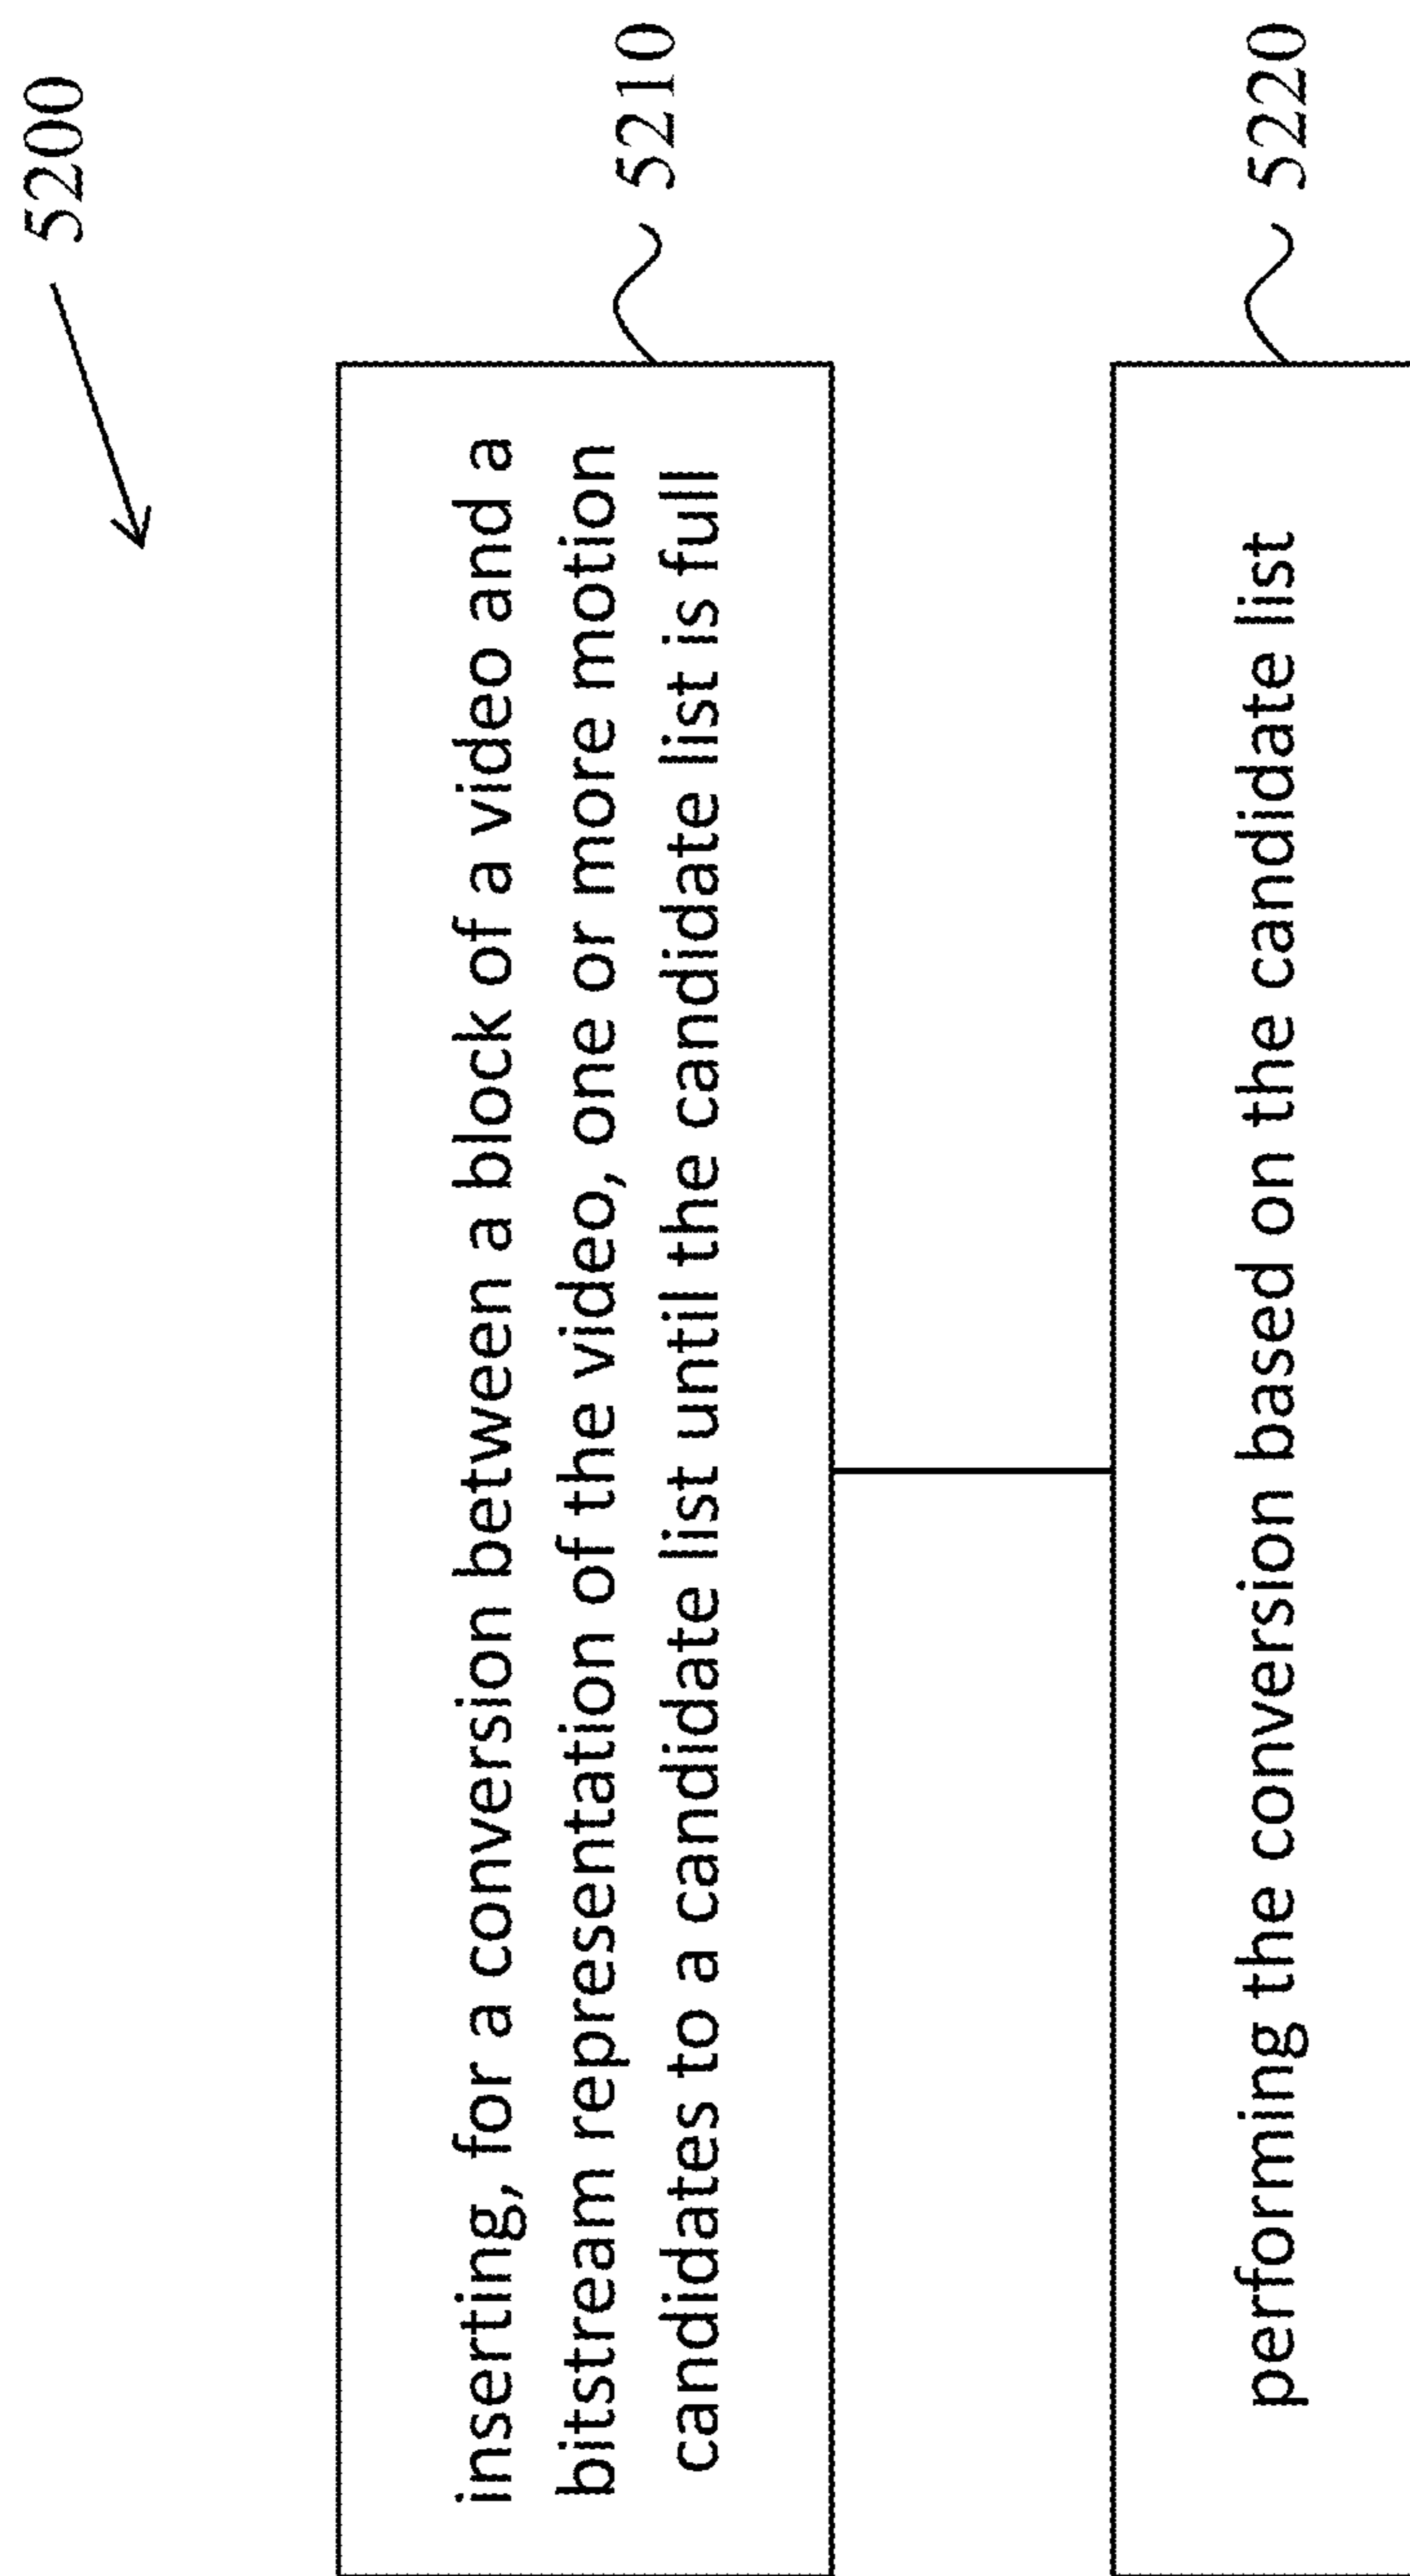 5200
inserting, for a conversion between a block of a video and a
bitstream representation of the video, one or more motion
candidates to a candidate list until the candidate list is full
5210
performing the conversion based on the candidate list
5220